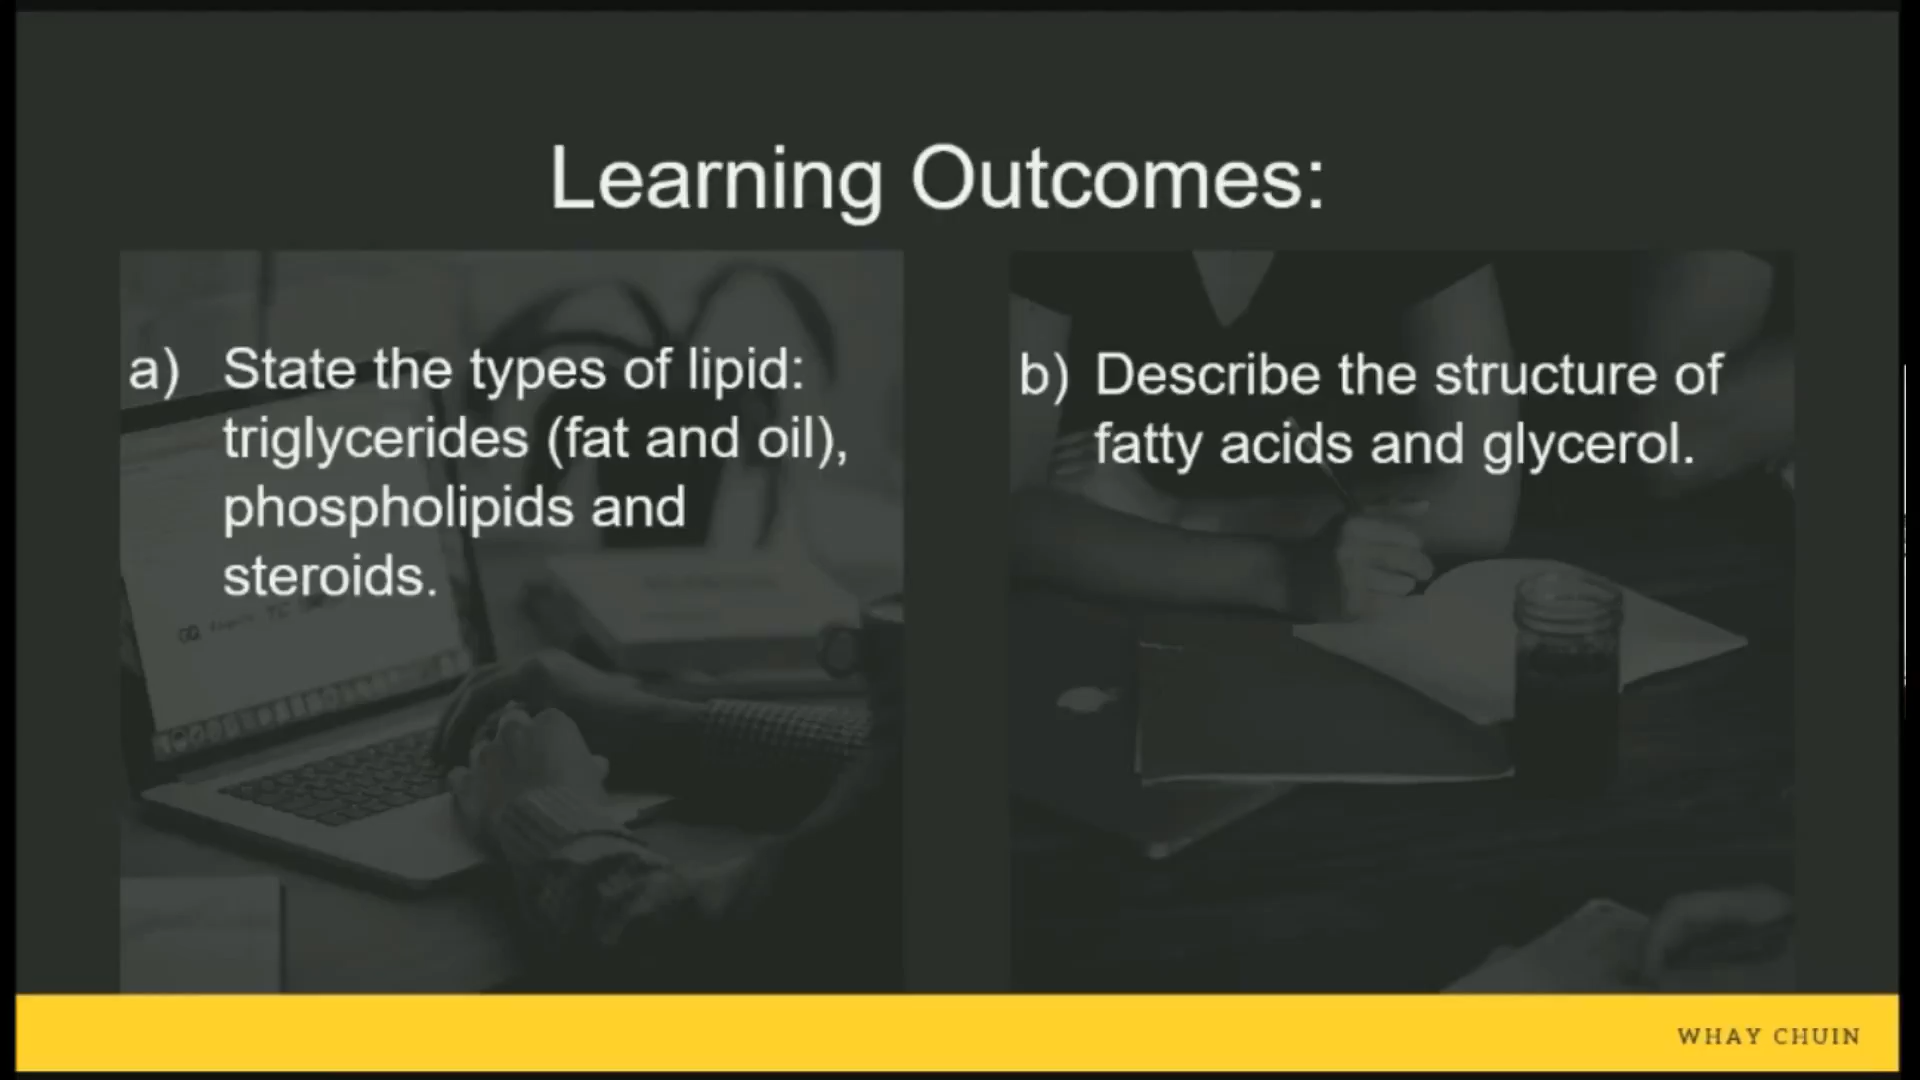 Learning Outcomes:
a) State the types of lipid:
triglycerides (fat and oil),
phospholipids and
steroids.
b) Describe the structure of
fatty acids and glycerol.
WHAY CHUIN